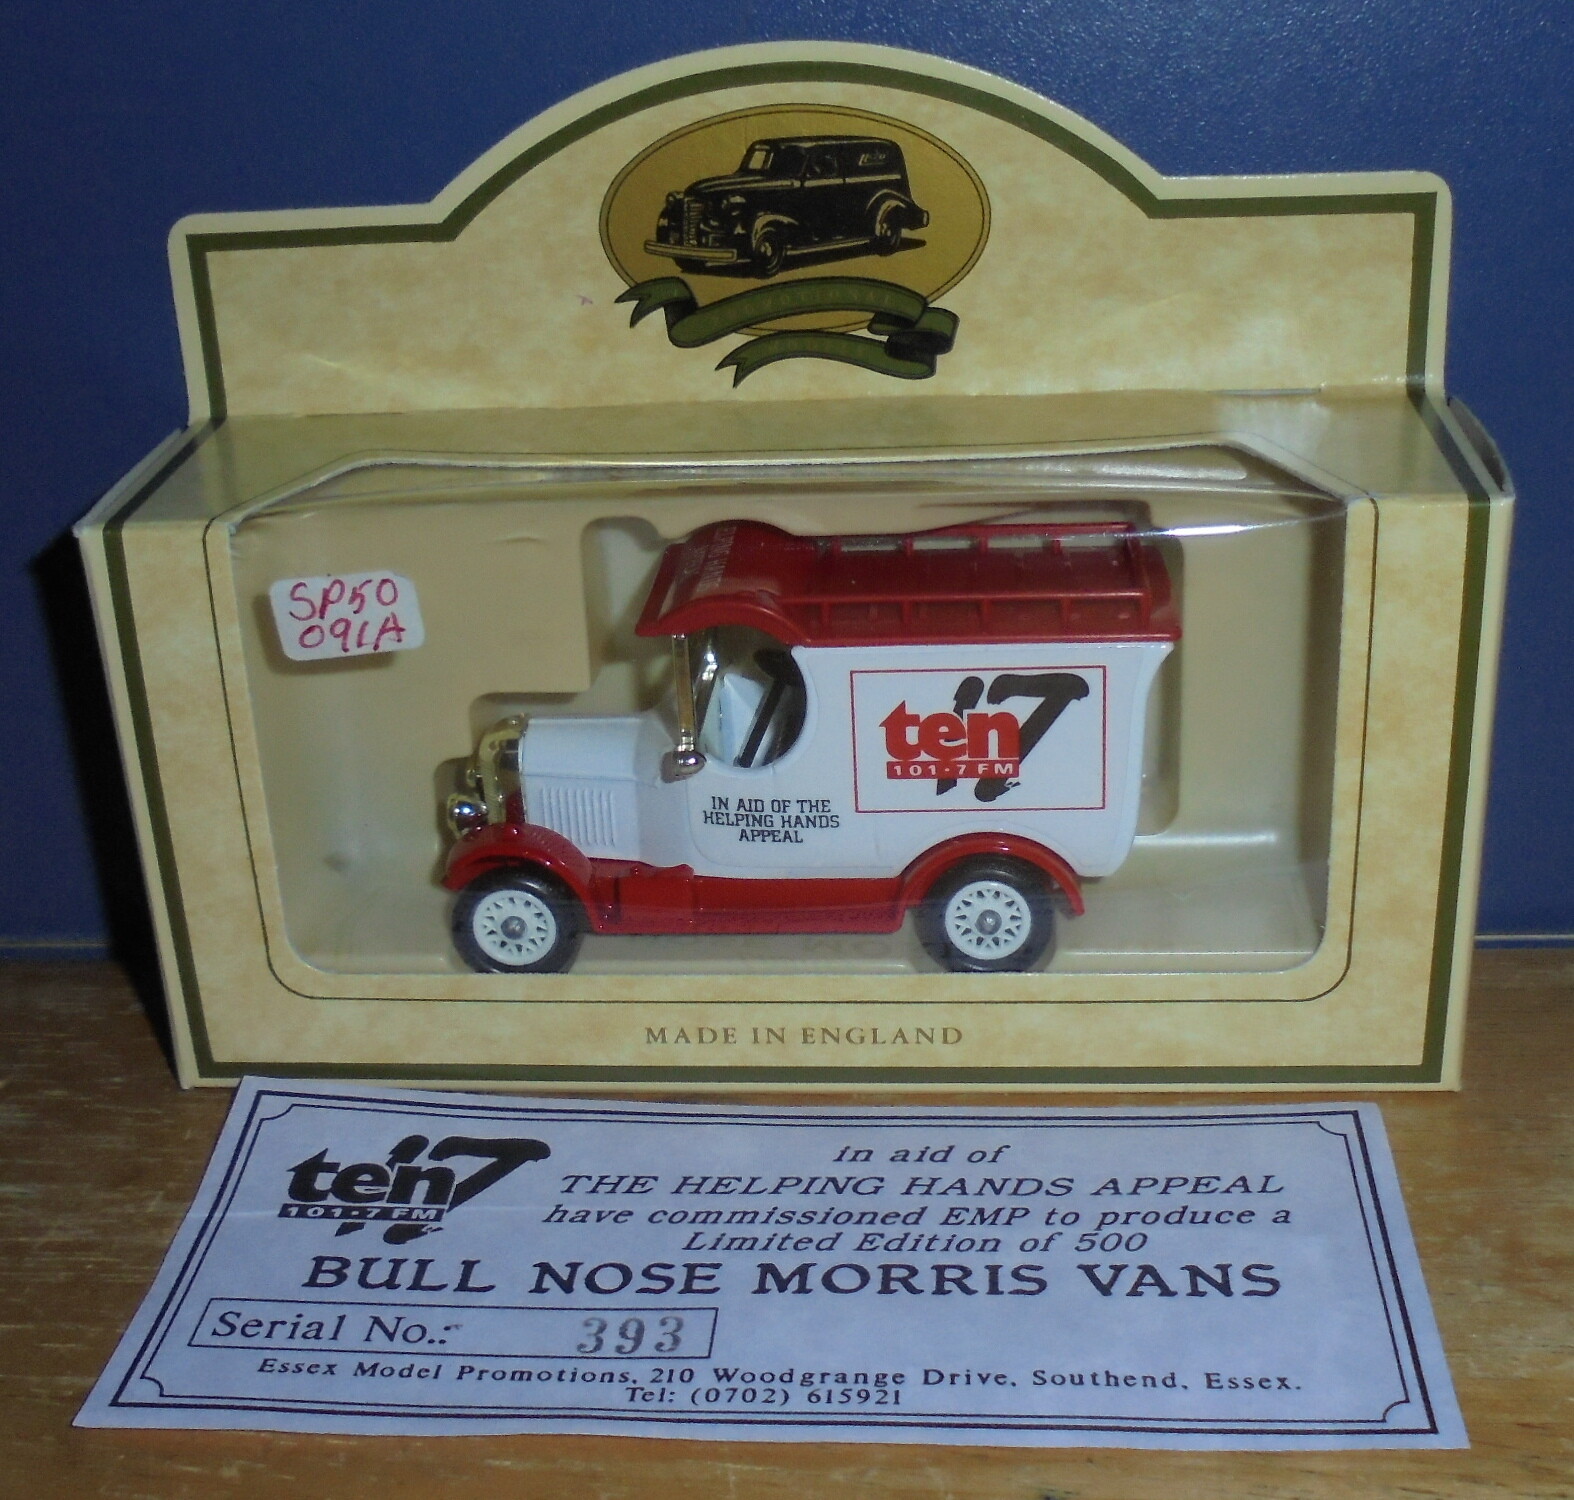 SP50
091A
ten 17
101·7 FM
IN AID OF THE
HELPING HANDS
APPEAL
MADE IN ENGLAND
ten 17
101·7 FM
in aid of
THE HELPING HANDS APPEAL
have commissioned EMP to produce a
Limited Edition of 500
BULL NOSE MORRIS VANS
Serial No.: 393
Essex Model Promotions, 210 Woodgrange Drive, Southend, Essex.
Tel: (0702) 615921